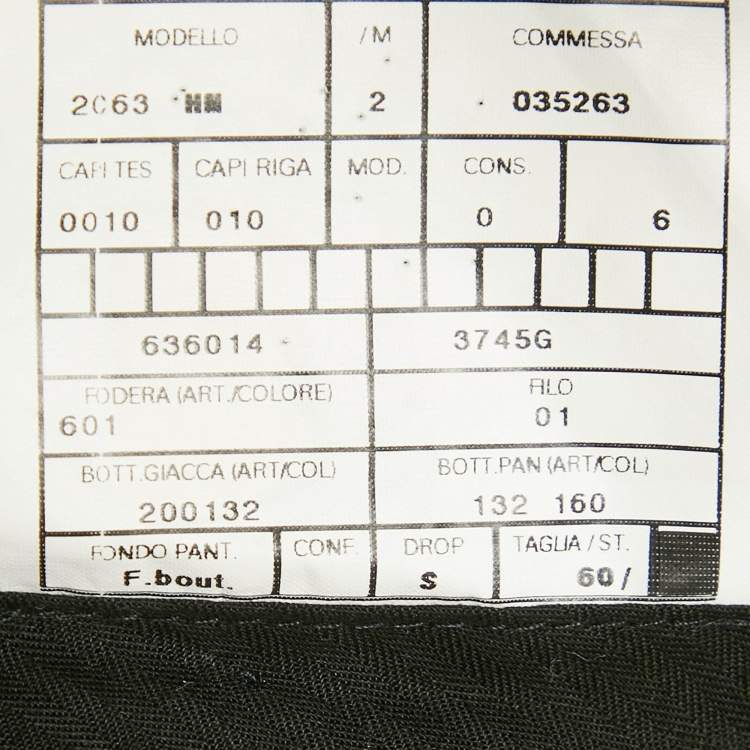 MODELLO /M COMMESSA
2C63 HM 2 035263
CAPI TES CAPI RIGA MOD. CONS.
0010 010 0 6
636014 3745G
FODERA (ART./COLORE) FILO
601 01
BOTT.GIACCA (ART/COL) BOTT.PAN (ART/COL)
200132 132 160
FONDO PANT. CONF. DROP TAGLIA / ST.
F.bout. S 60 /